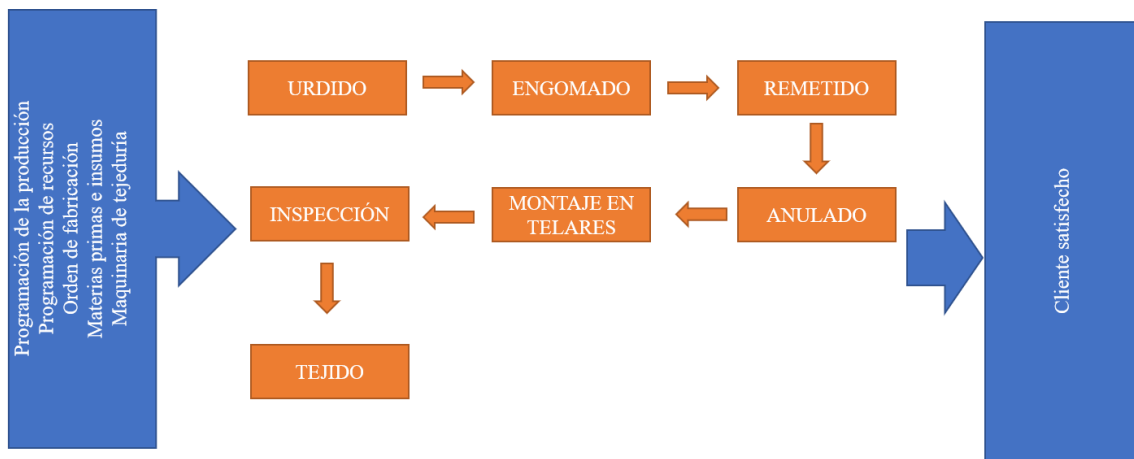 Programación de la producción
Programación de recursos
Orden de fabricación
Materias primas e insumos
Maquinaria de tejeduría
URDIDO
ENGOMADO
REMETIDO
INSPECCIÓN
MONTAJE EN
TELARES
ANULADO
TEJIDO
Cliente satisfecho